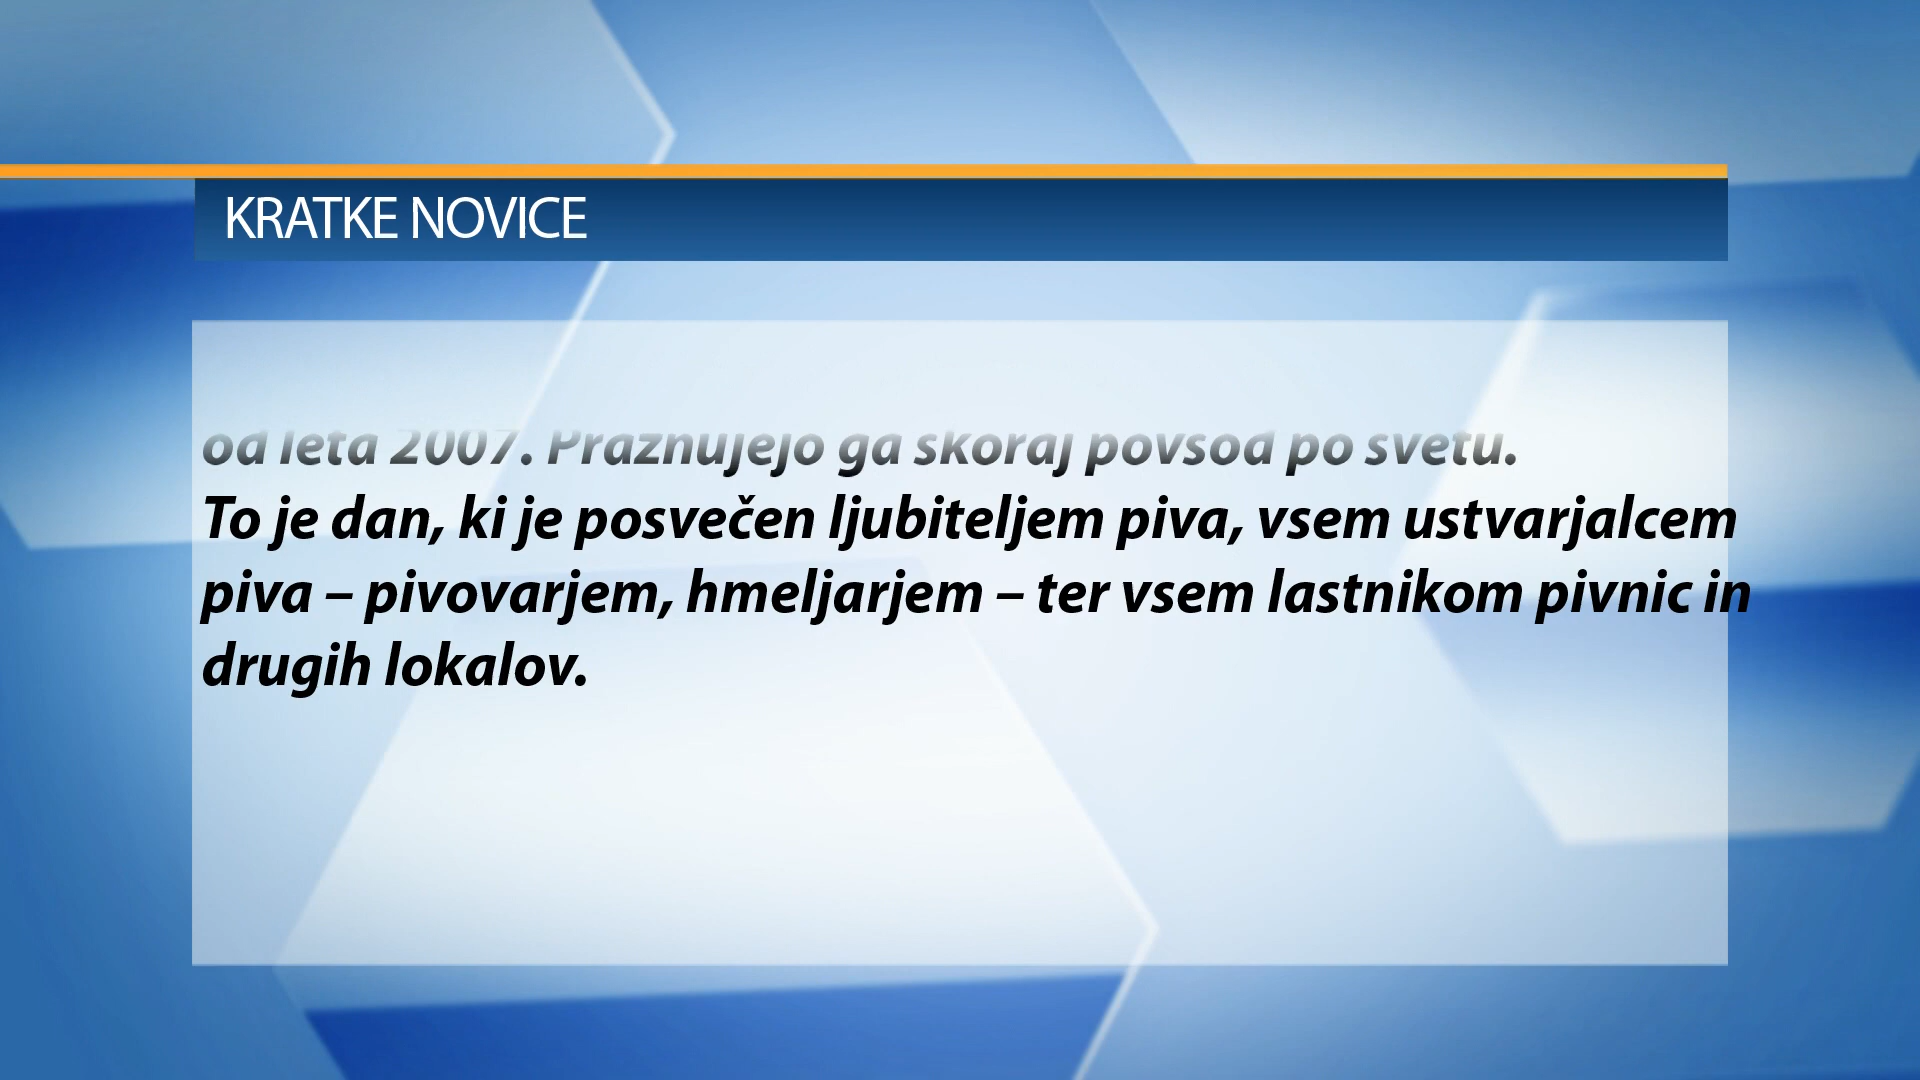 KRATKE NOVICE
od leta 2007. Praznujejo ga skoraj povsod po svetu.
To je dan, ki je posvečen ljubiteljem piva, vsem ustvarjalcem
piva – pivovarjem, hmeljarjem – ter vsem lastnikom pivnic in
drugih lokalov.